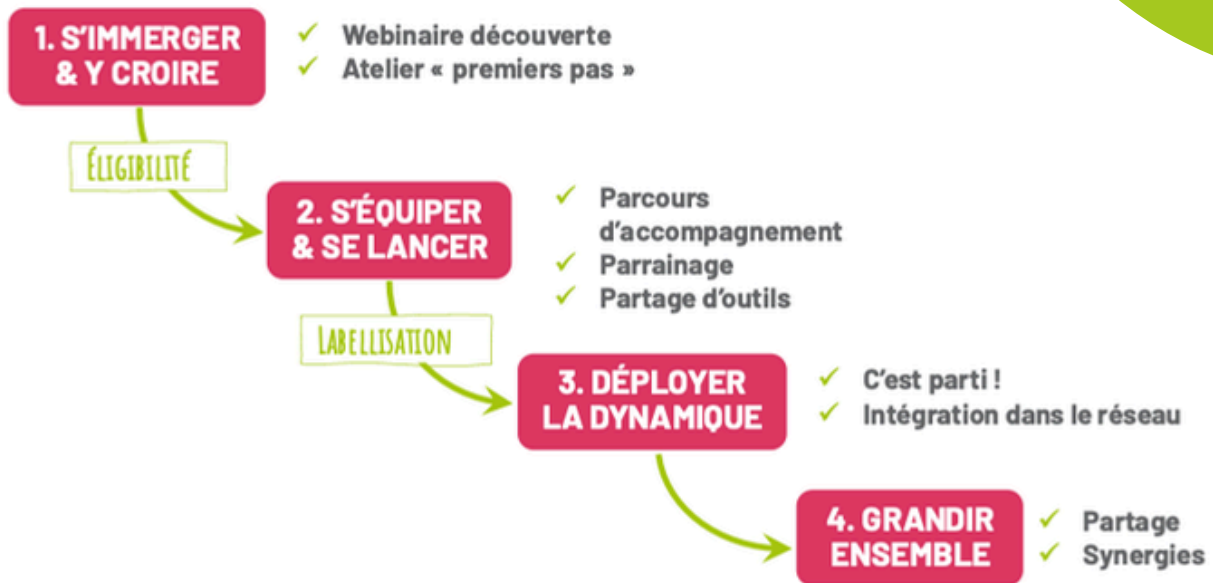 1. S'IMMERGER
& Y CROIRE
✓ Webinaire découverte
✓ Atelier « premiers pas »
ÉLIGIBILITÉ
2. S'ÉQUIPER
& SE LANCER
✓ Parcours
d'accompagnement
✓ Parrainage
✓ Partage d'outils
LABELLISATION
3. DÉPLOYER
LA DYNAMIQUE
✓ C'est parti !
✓ Intégration dans le réseau
4. GRANDIR
ENSEMBLE
✓ Partage
✓ Synergies